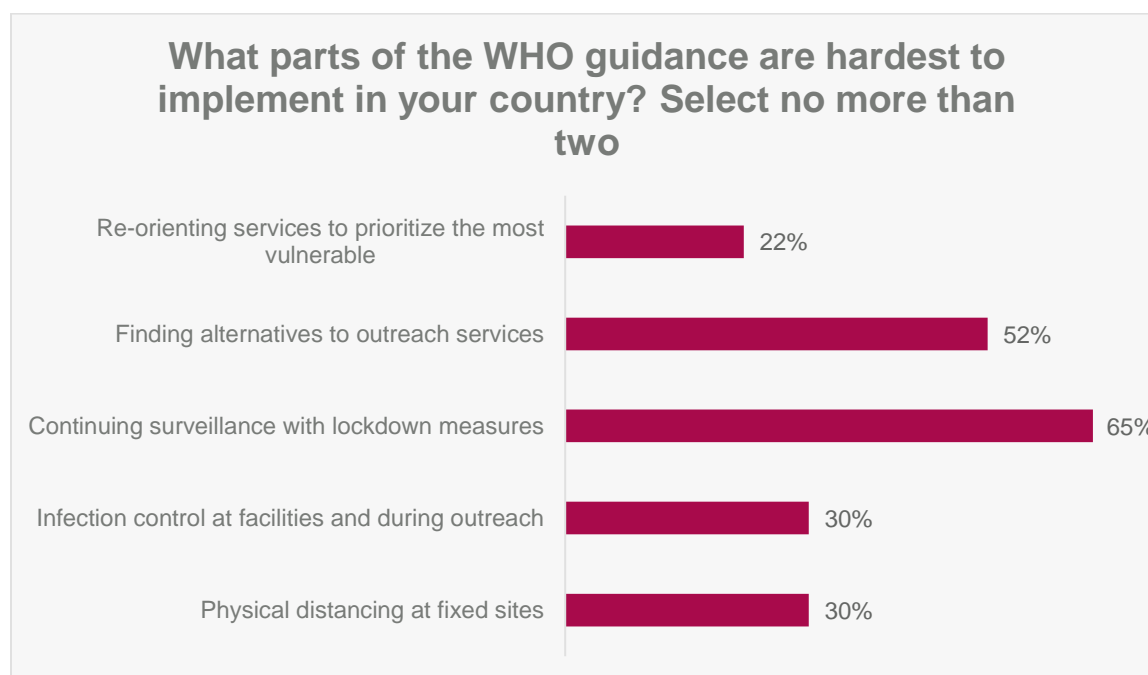 What parts of the WHO guidance are hardest to
implement in your country? Select no more than
two
Re-orienting services to prioritize the most
vulnerable
22%
Finding alternatives to outreach services
52%
Continuing surveillance with lockdown measures
65%
Infection control at facilities and during outreach
30%
Physical distancing at fixed sites
30%